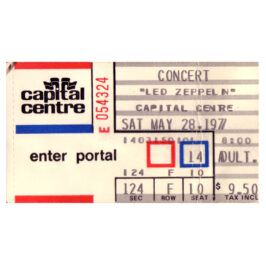 capital
centre
E 054324
CONCERT
"LED ZEPPELIN"
CAPITAL CENTRE
SAT MAY 28,197
8:00
enter portal 14 ADULT.
124 F 10
124 F 10 $ 9.50
SEC ROW SEAT TAX INCL